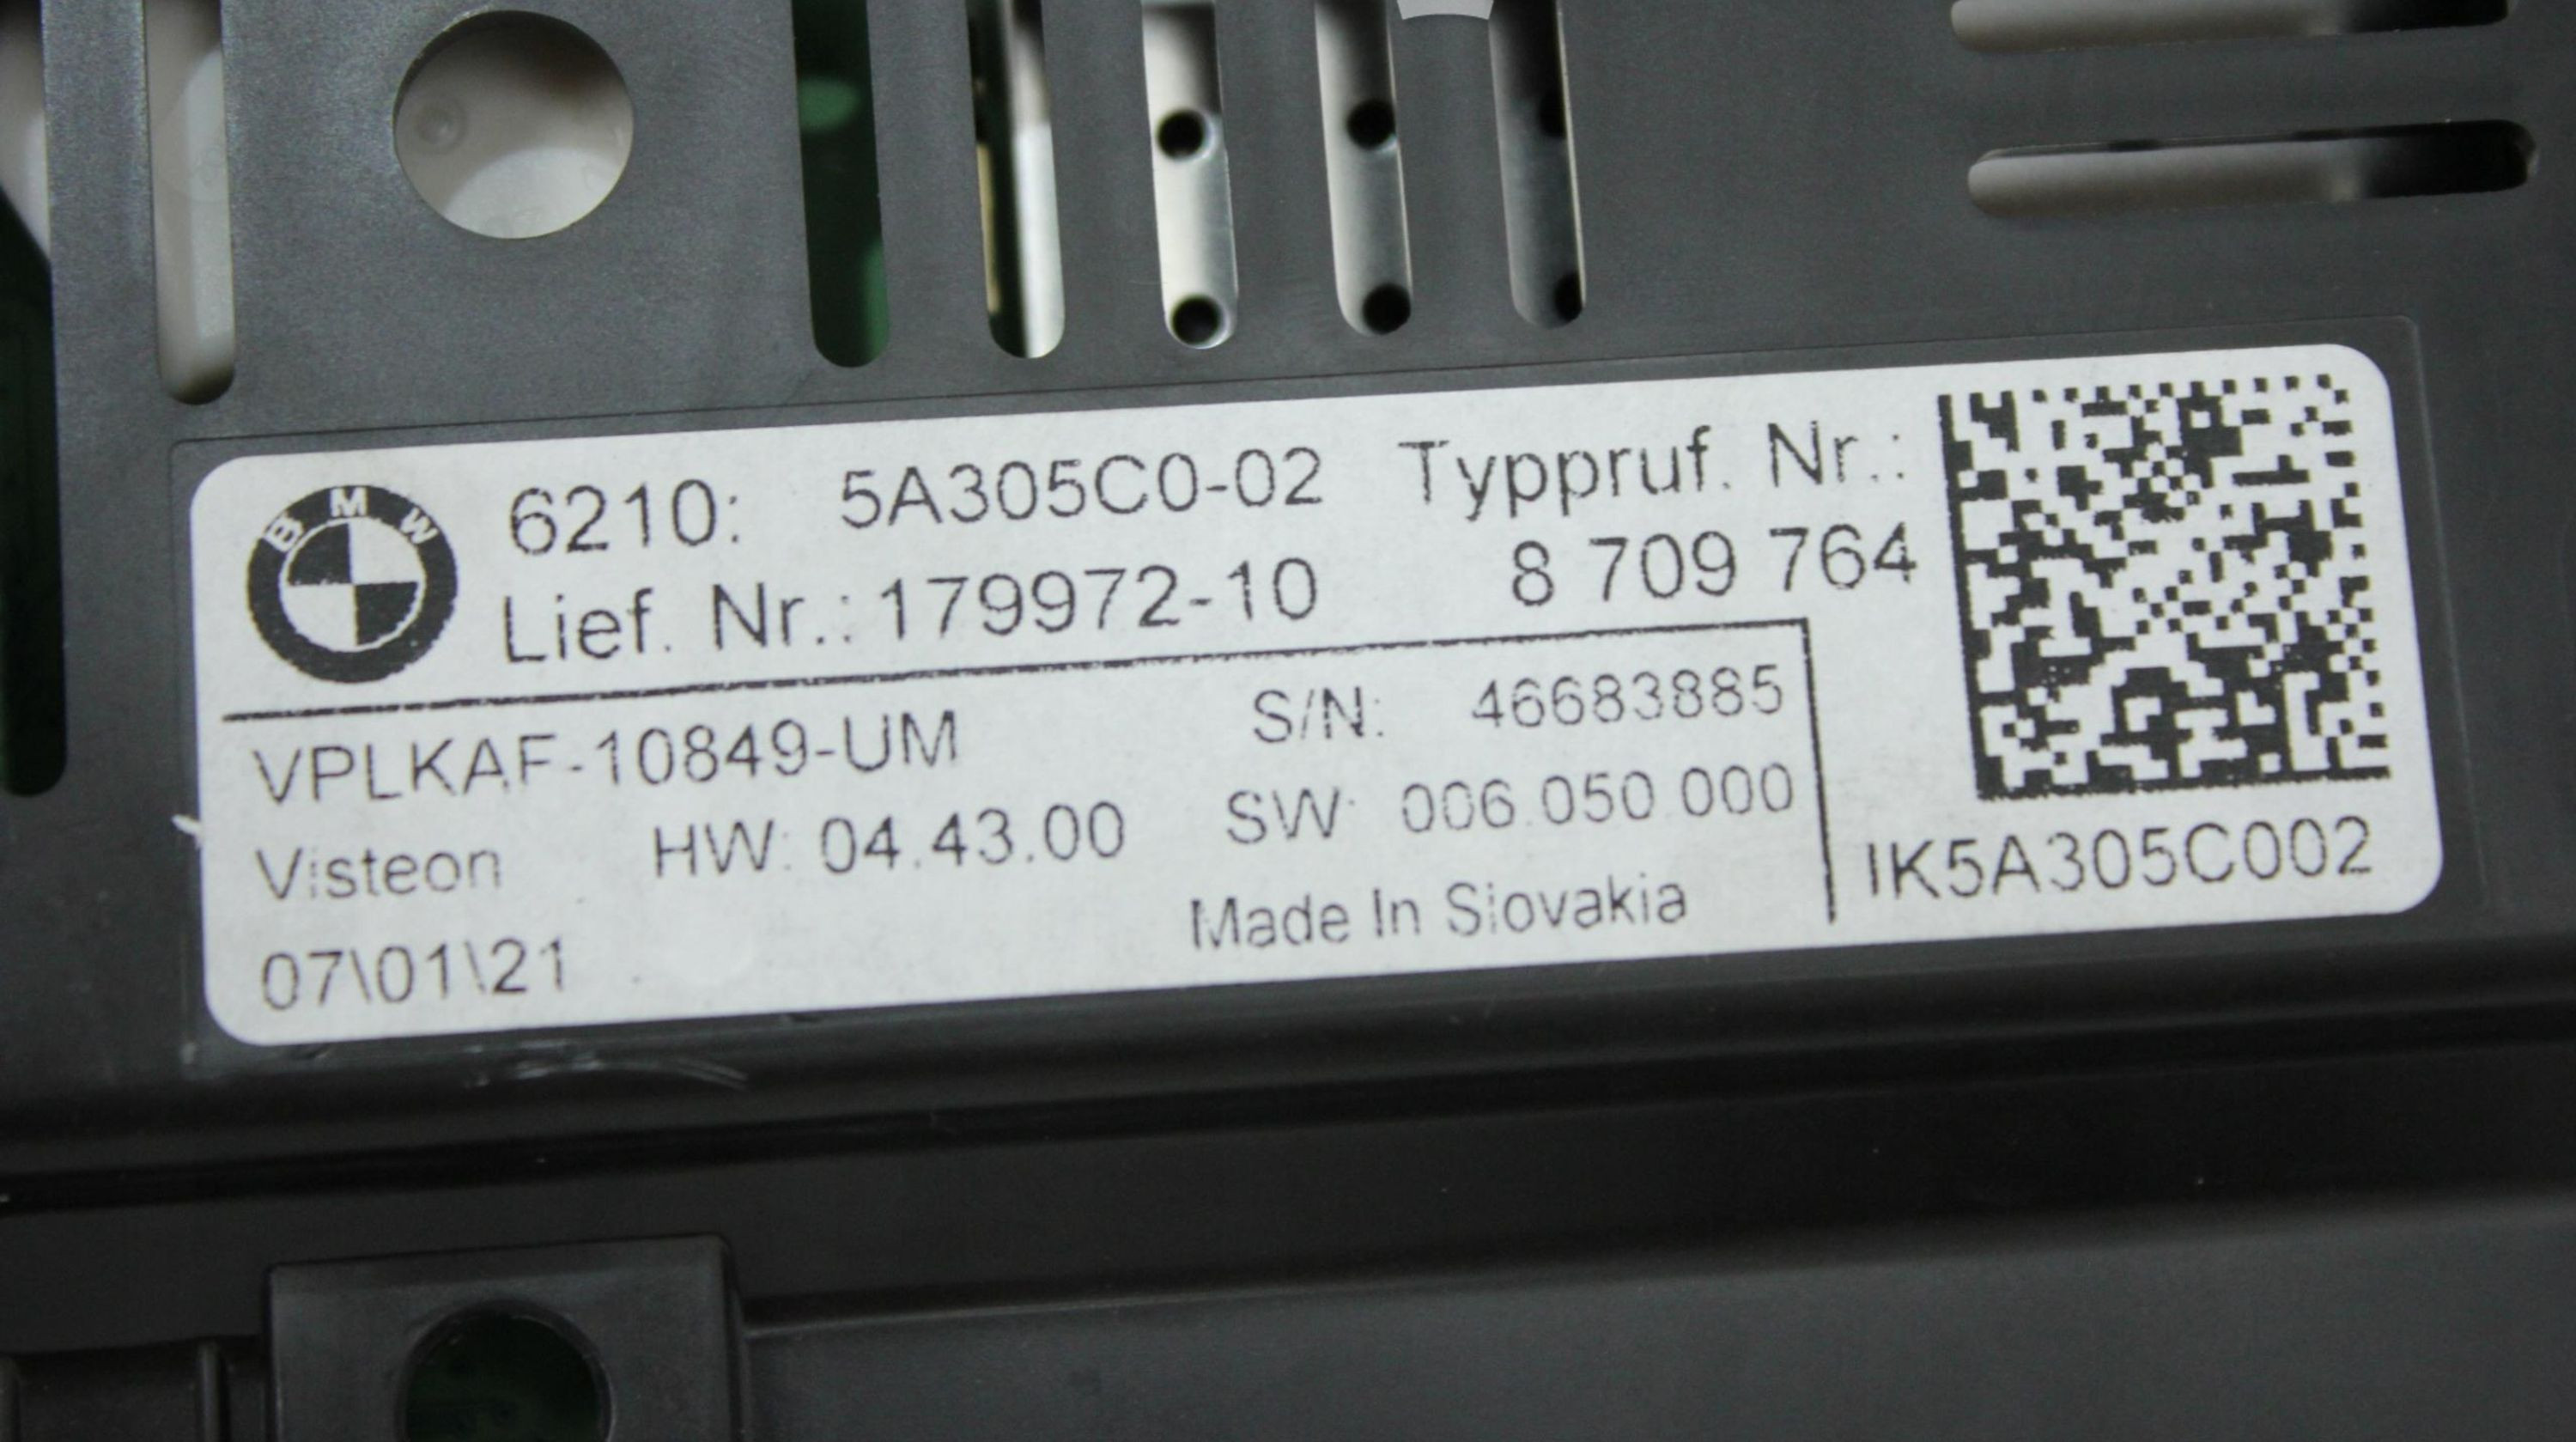 BMW
6210: 5A305C0-02 Typpruf. Nr.:
Lief. Nr.: 179972-10 8 709 764
VPLKAF-10849-UM S/N: 46683885
Visteon HW: 04.43.00 SW: 006.050.000
07\01\21 Made In Slovakia
IK5A305C002